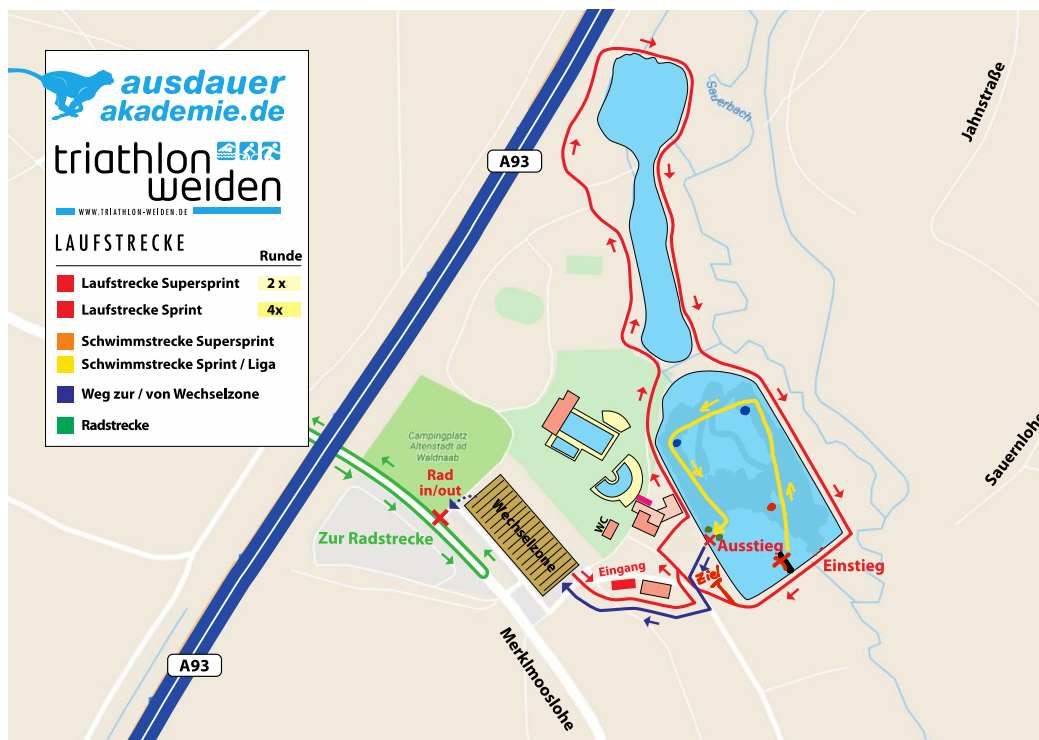 ausdauer
akademie.de
triathlon
weiden
WWW.TRIATHLON-WEIDEN.DE
LAUFSTRECKE
Runde
Laufstrecke Supersprint 2 x
Laufstrecke Sprint 4x
Schwimmstrecke Supersprint
Schwimmstrecke Sprint / Liga
Weg zur / von Wechselzone
Radstrecke
A93
Sauerbach
Jahnstraße
Sauernlohe
Campingplatz
Altenstadt ad
Waldnaab
Rad
in/out
Wechselzone
WC
Zur Radstrecke
Eingang
Ausstieg
Ziel
Einstieg
Merklmooslohe
A93